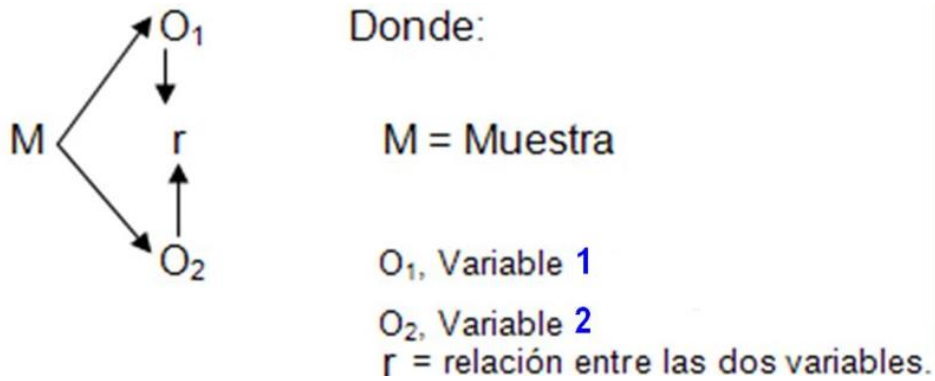 O₁ Donde:
M r M = Muestra
O₂ O₁, Variable 1
O₂, Variable 2
r = relación entre las dos variables.